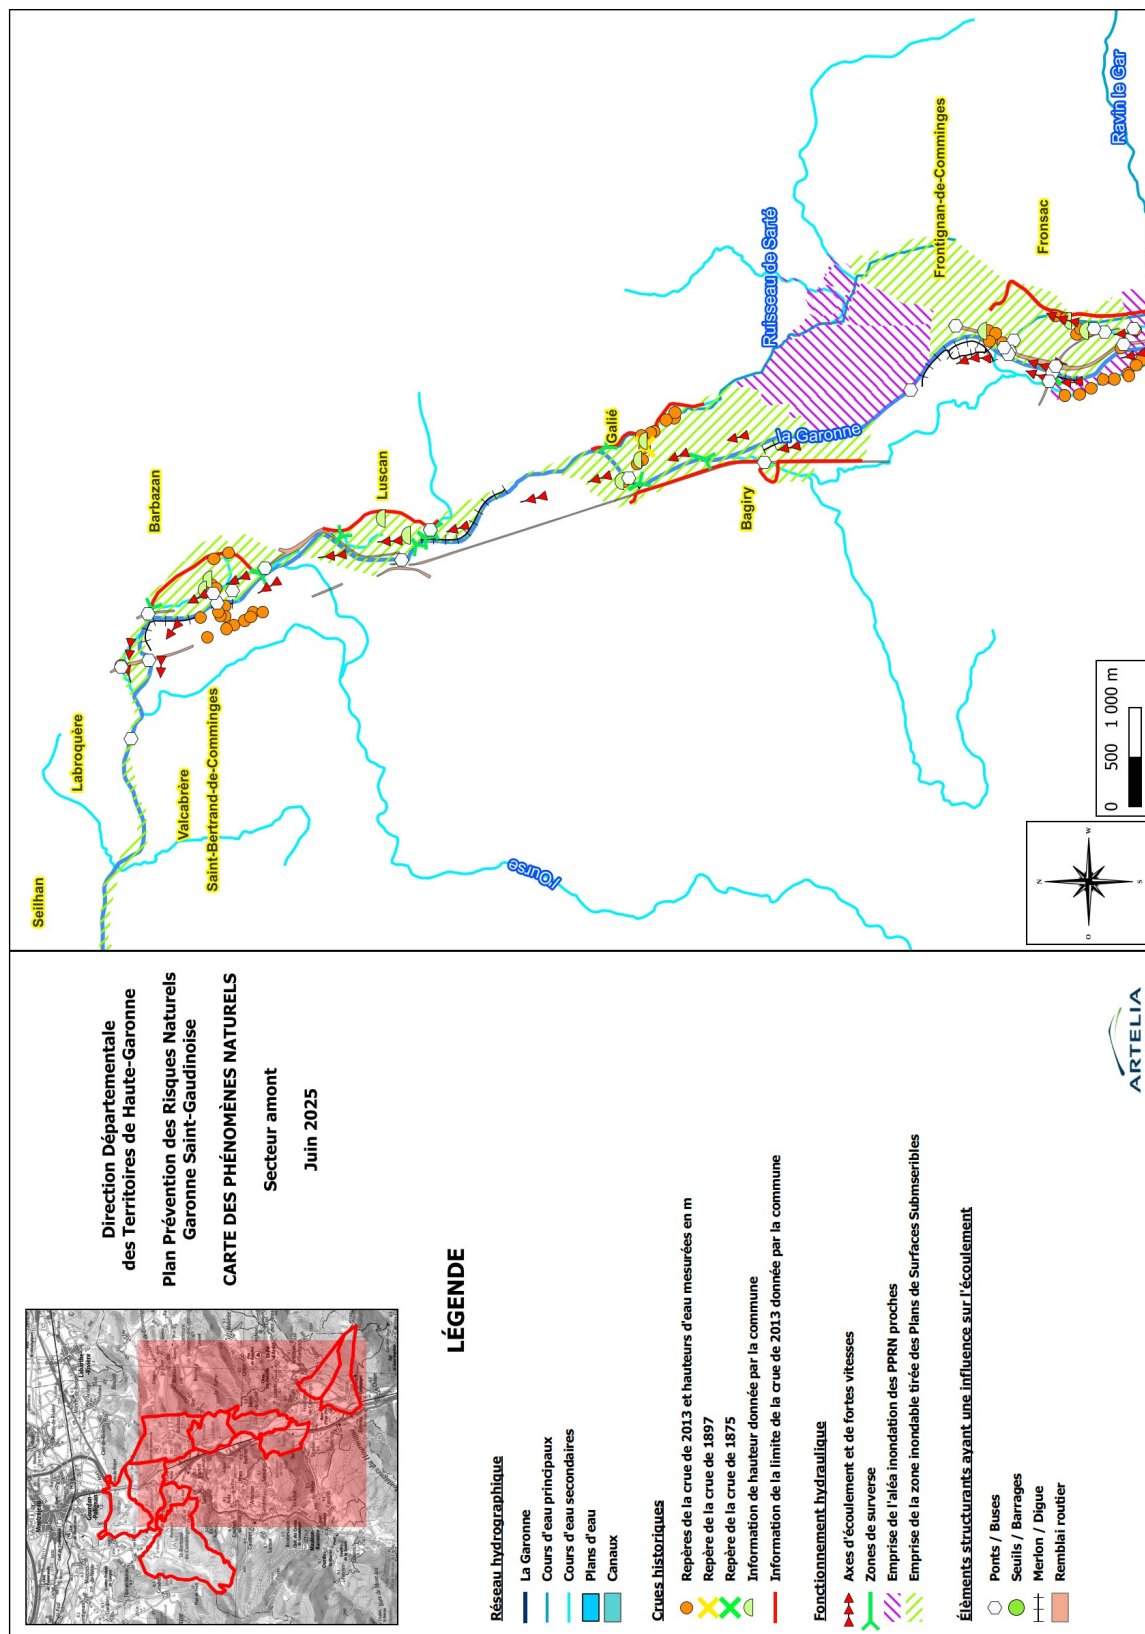 Direction Départementale
des Territoires de Haute-Garonne
Plan Prévention des Risques Naturels
Garonne Saint-Gaudinoise
CARTE DES PHÉNOMÈNES NATURELS
Secteur amont
Juin 2025
LÉGENDE
Réseau hydrographique
La Garonne
Cours d'eau principaux
Cours d'eau secondaires
Plans d'eau
Canaux
Crues historiques
Repères de la crue de 2013 et hauteurs d'eau mesurées en m
Repère de la crue de 1897
Repère de la crue de 1875
Information de hauteur donnée par la commune
Information de la limite de la crue de 2013 donnée par la commune
Fonctionnement hydraulique
Axes d'écoulement et de fortes vitesses
Zones de surverse
Emprise de l'aléa inondation des PPRN proches
Emprise de la zone inondable tirée des Plans de Surfaces Submseribles
Éléments structurants ayant une influence sur l'écoulement
Ponts / Buses
Seuils / Barrages
Merlon / Digue
Remblai routier
ARTELIA
Seilhan
Labroquère
Valcabrère
Saint-Bertrand-de-Comminges
Barbazan
Luscan
Galié
Bagiry
Frontignan-de-Comminges
Fronsac
l'Ourse
la Garonne
Ruisseau de Sarté
Ravin le Gar
N
O
W
S
0 500 1 000 m